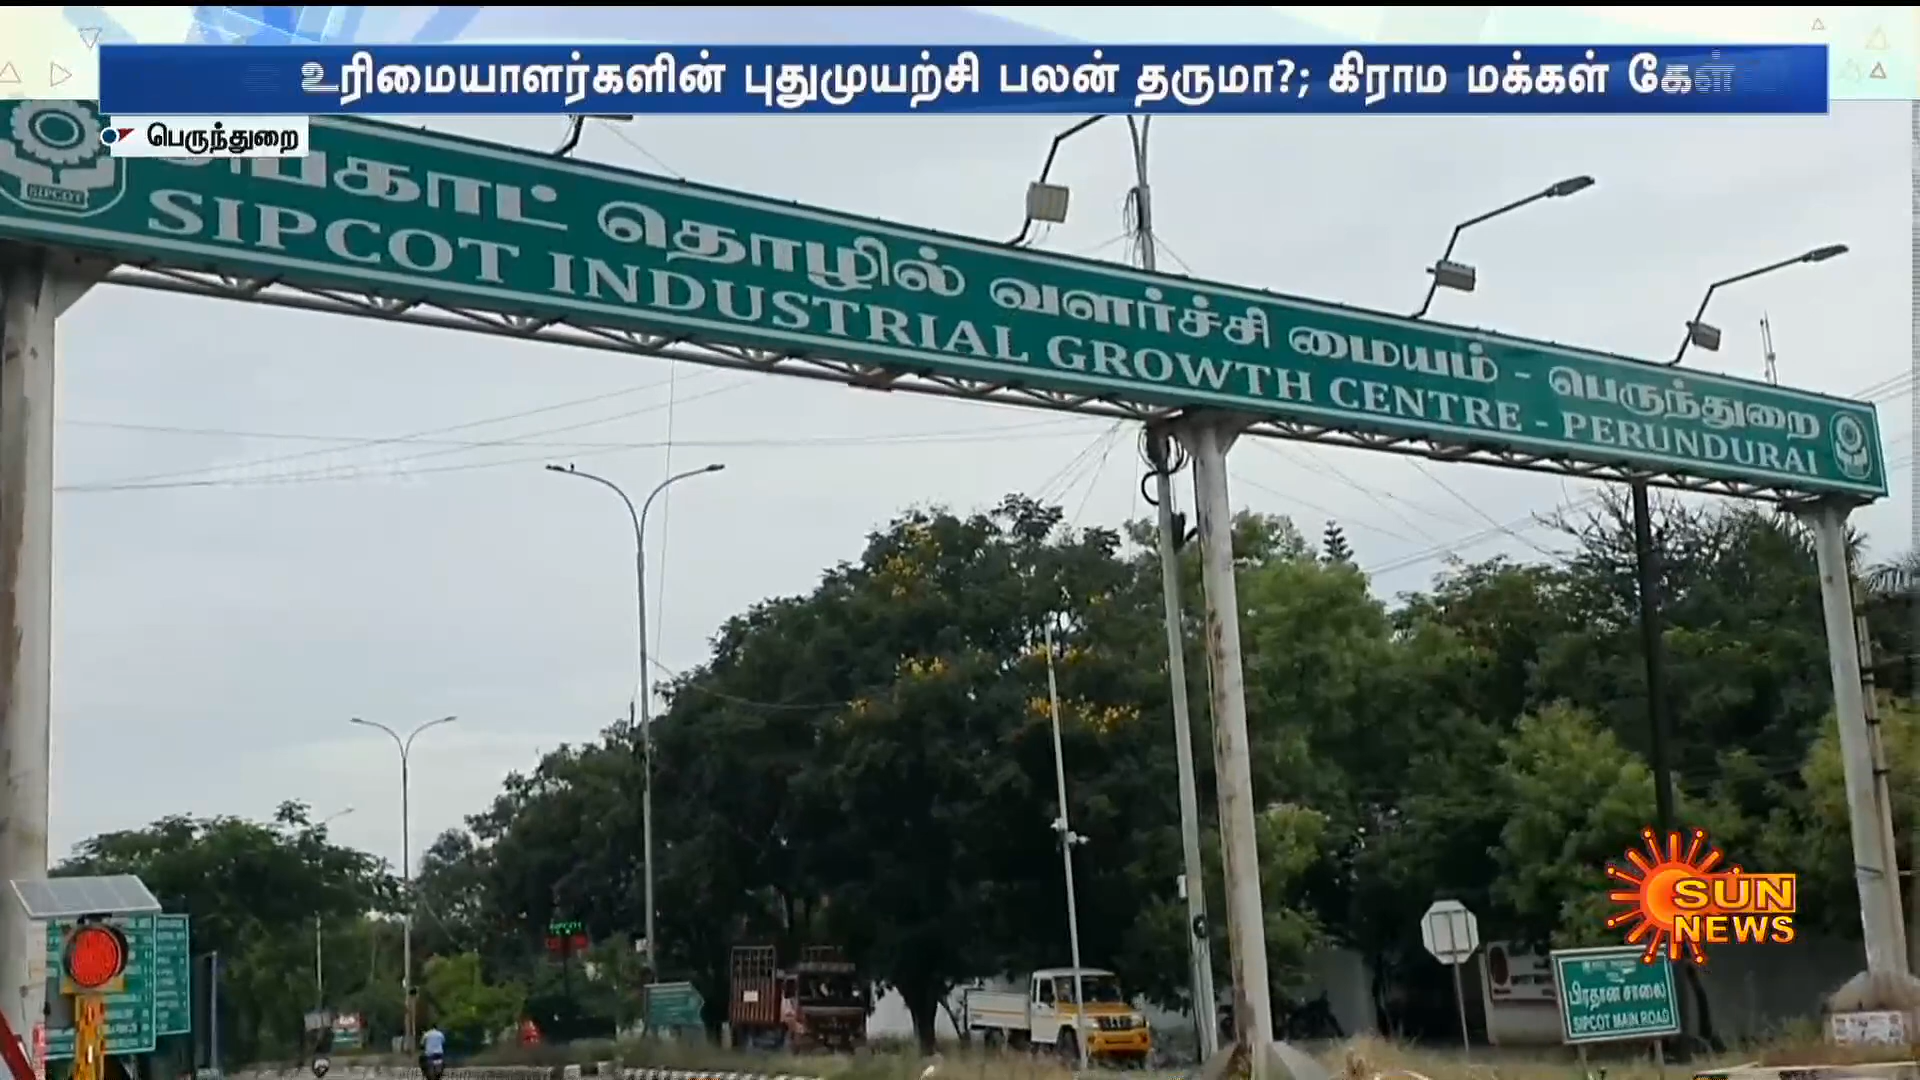 உரிமையாளர்களின் புதுமுயற்சி பலன் தருமா?; கிராம மக்கள்
பெருந்துறை
தொழில் வளர்ச்சி மையம் - பெருந்துறை
SIPCOT INDUSTRIAL GROWTH CENTRE - PERUNDURAI
SIPCOT
SUN
NEWS
பிரதான சாலை
SIPCOT MAIN ROAD